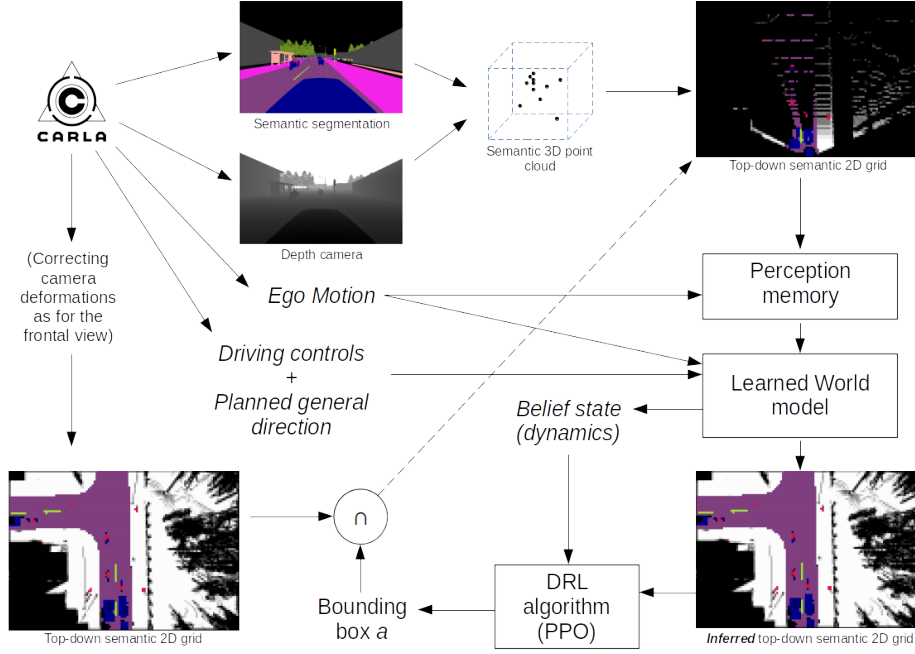 CARLA
Semantic segmentation
Depth camera
Semantic 3D point
cloud
Top-down semantic 2D grid
(Correcting
camera
deformations
as for the
frontal view)
Ego Motion
Driving controls
+
Planned general
direction
Perception
memory
Learned World
model
Belief state
(dynamics)
∩
Bounding
box a
DRL
algorithm
(PPO)
Top-down semantic 2D grid
Inferred top-down semantic 2D grid